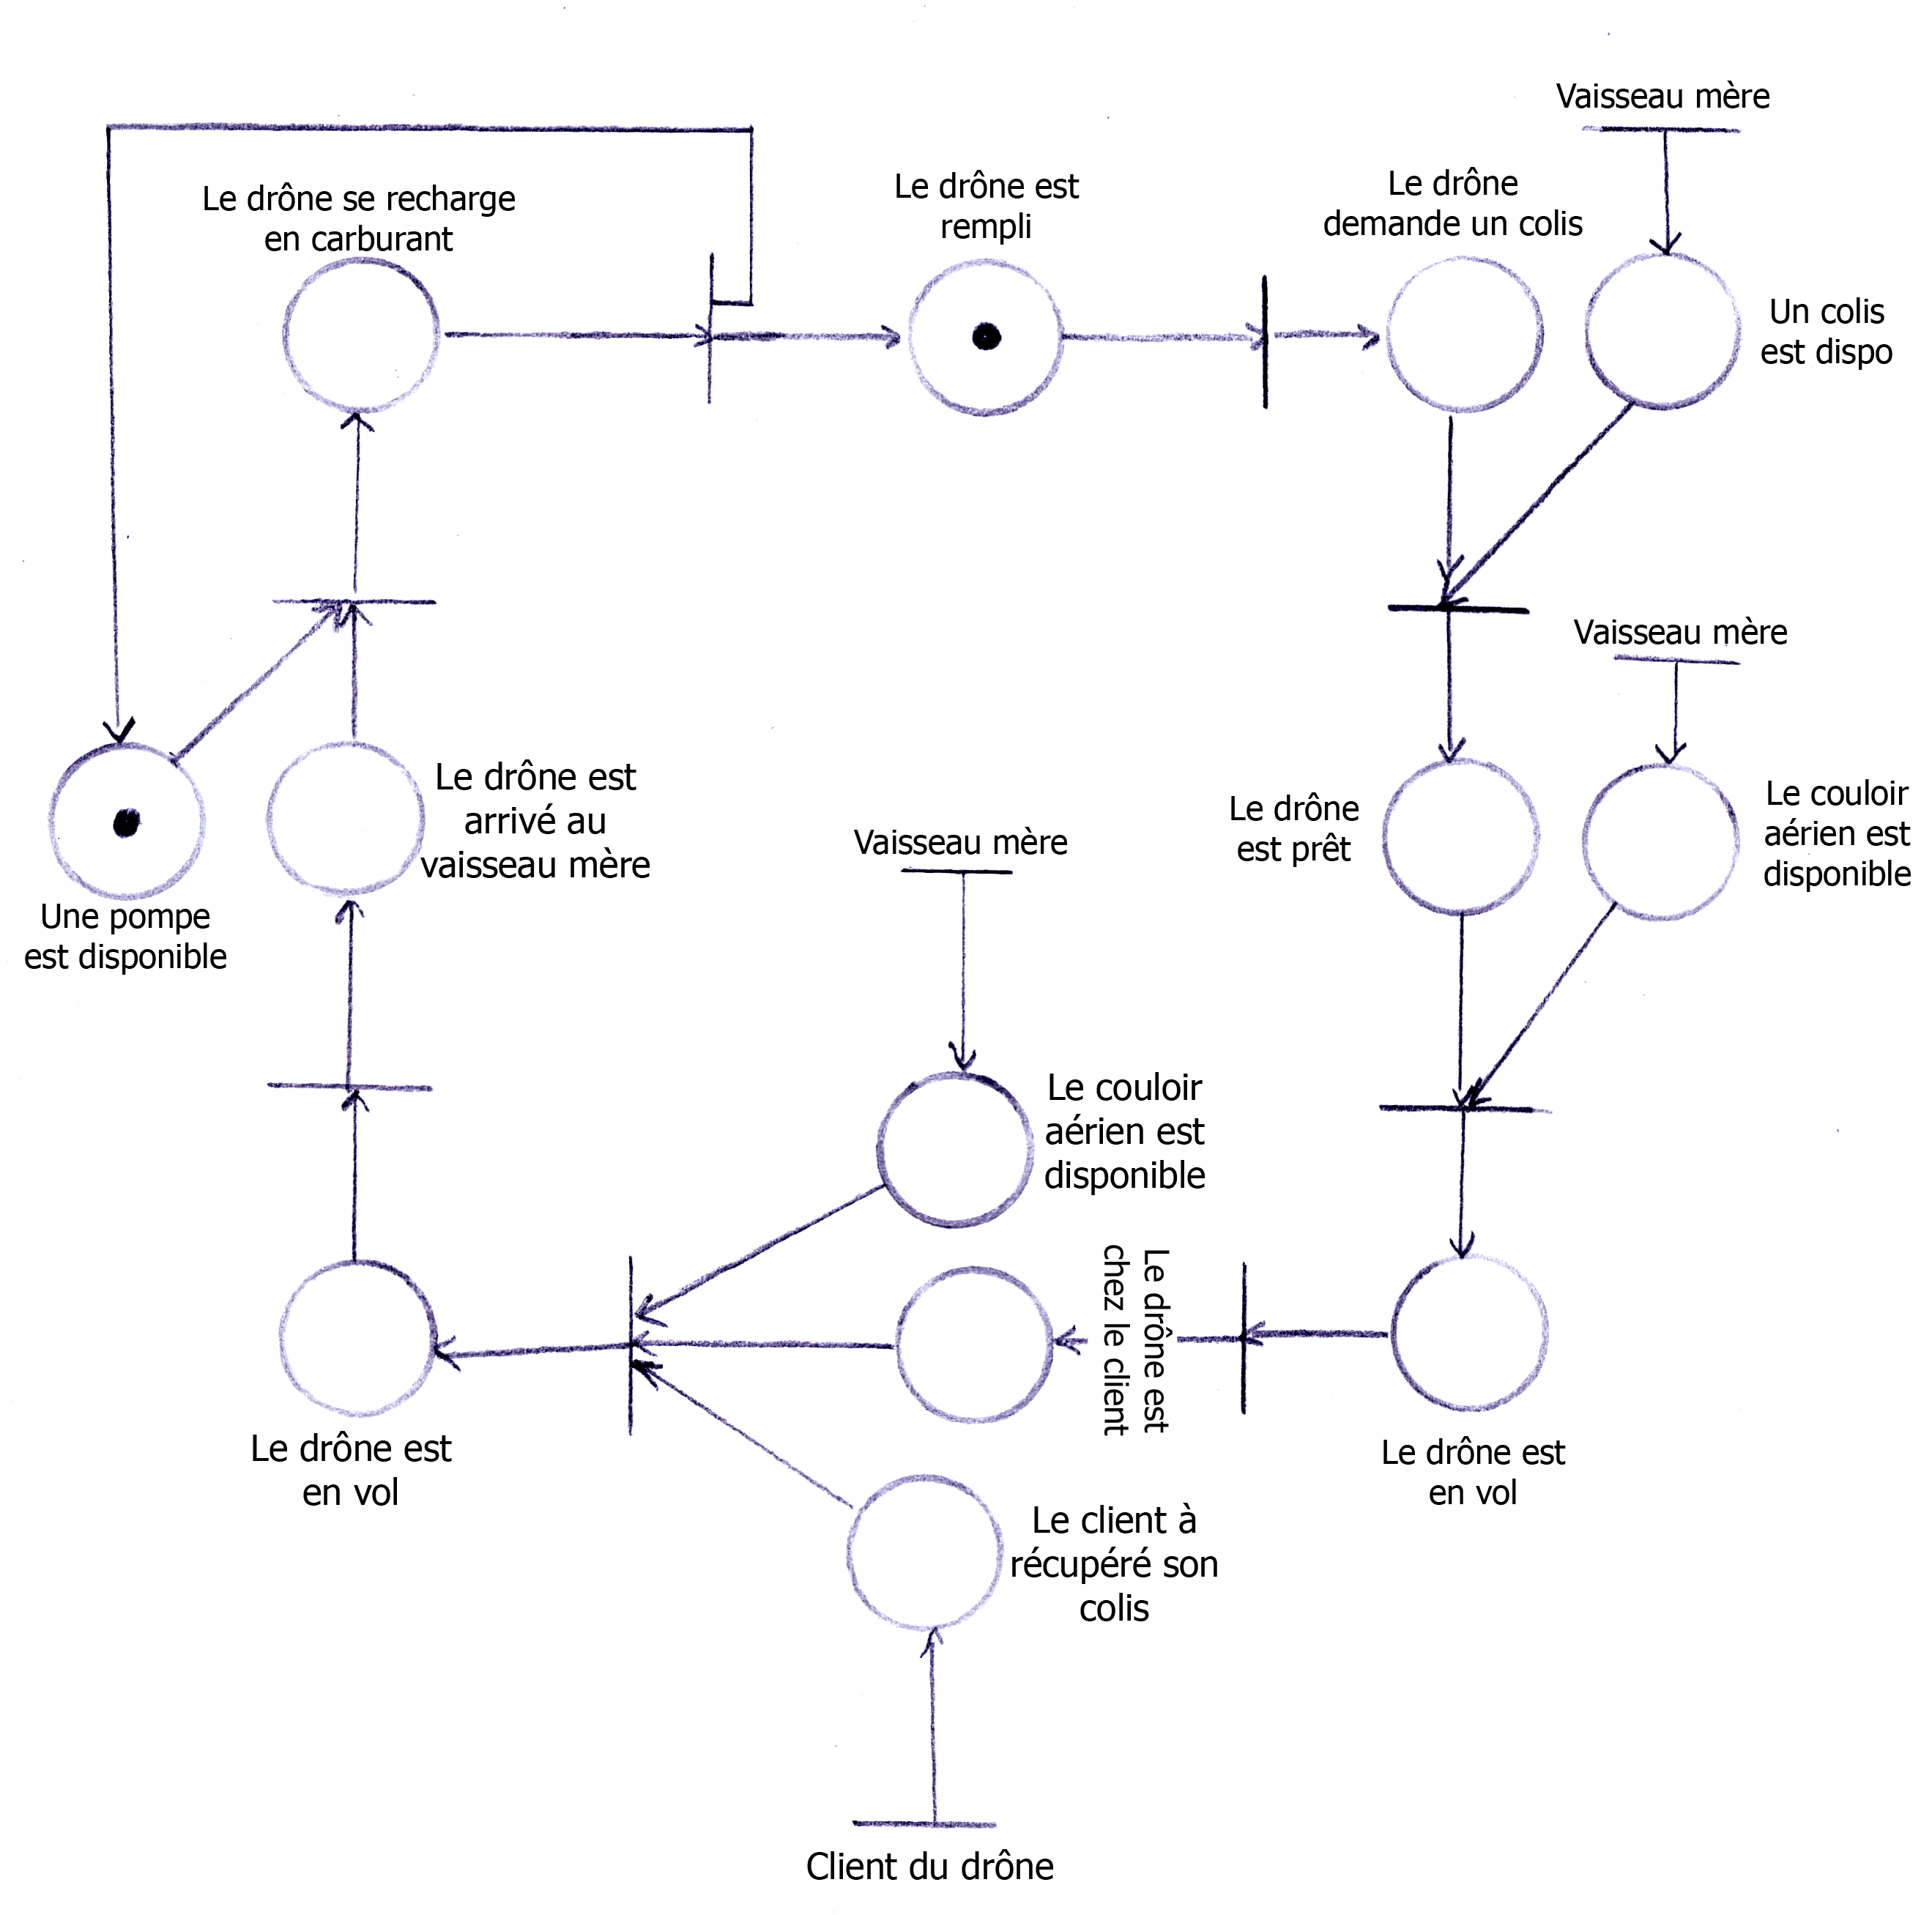 Vaisseau mère
Le drône se recharge
en carburant
Le drône est
rempli
Le drône
demande un colis
Un colis
est dispo
Vaisseau mère
Le drône est
arrivé au
vaisseau mère
Une pompe
est disponible
Vaisseau mère
Le drône
est prêt
Le couloir
aérien est
disponible
Le couloir
aérien est
disponible
Le drône est
chez le client
Le drône est
en vol
Le drône est
en vol
Le client à
récupéré son
colis
Client du drône